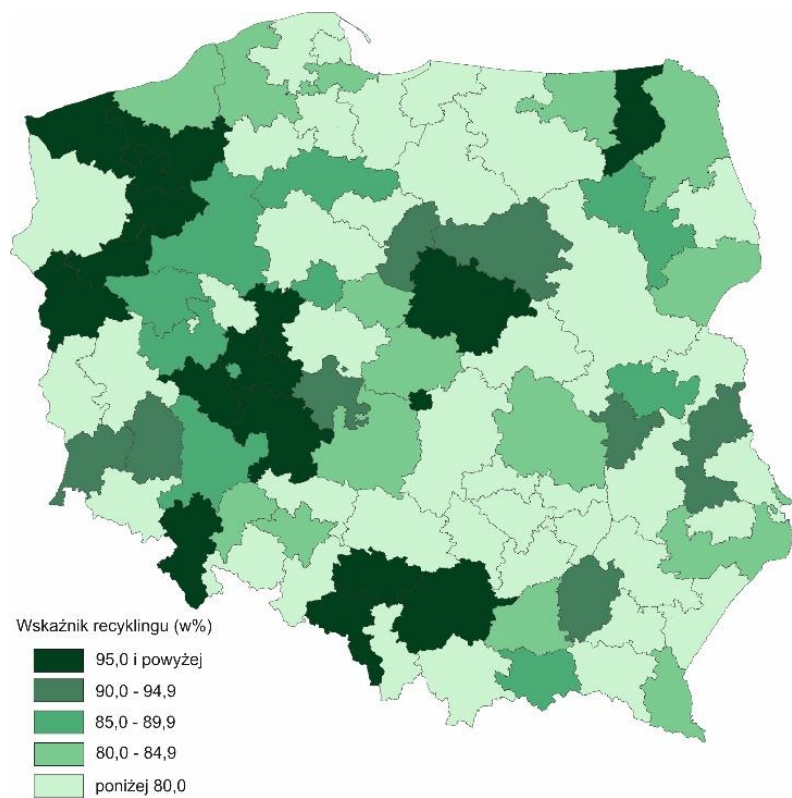 Wskaźnik recyklingu (w%)
95,0 i powyżej
90,0 - 94,9
85,0 - 89,9
80,0 - 84,9
poniżej 80,0